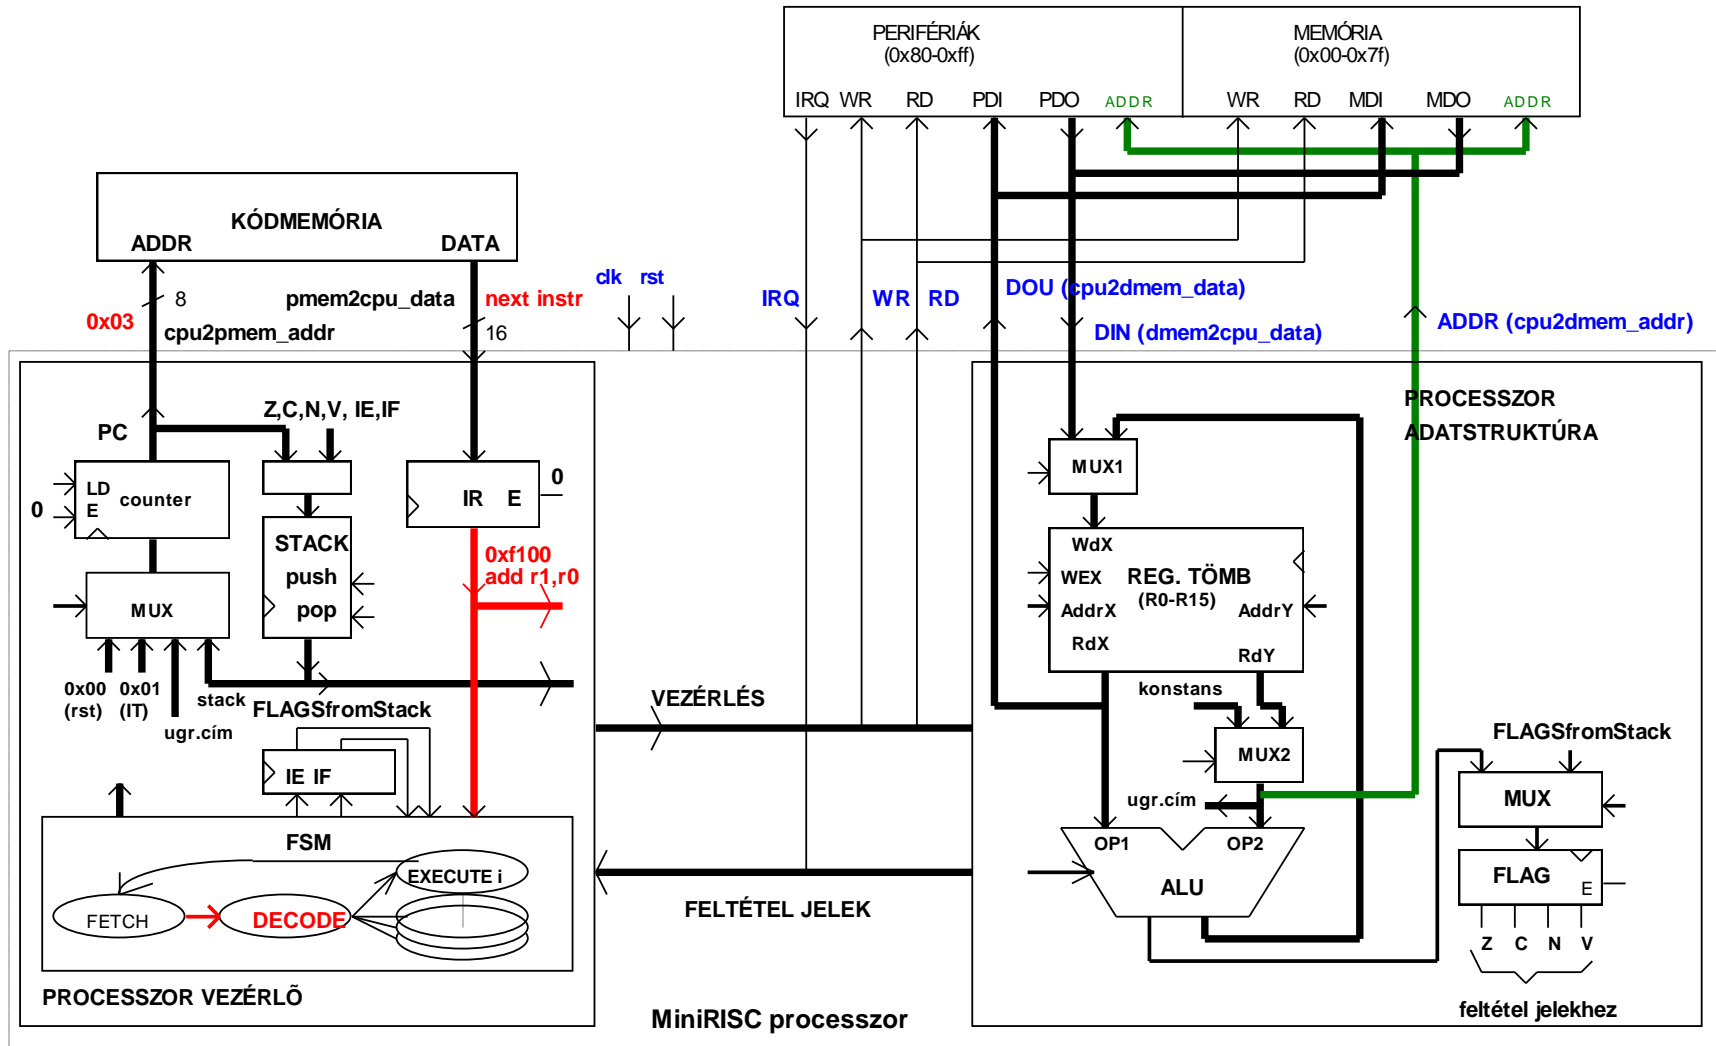 PERIFÉRIÁK
(0x80-0xff)
MEMÓRIA
(0x00-0x7f)
IRQ WR RD PDI PDO ADDR
WR RD MDI MDO ADDR
KÓDMEMÓRIA
ADDR DATA
8
0x03
cpu2pmem_addr
pmem2cpu_data
next instr
16
clk rst
IRQ
WR RD
DOU (cpu2dmem_data)
DIN (dmem2cpu_data)
ADDR (cpu2dmem_addr)
PC
Z,C,N,V, IE,IF
LD
E
counter
0
IR E
0
STACK
push
pop
0xf100
add r1,r0
MUX
0x00
(rst)
0x01
(IT)
ugr.cím
stack
FLAGSfromStack
IE IF
FSM
FETCH
DECODE
EXECUTE i
PROCESSZOR VEZÉRLÕ
VEZÉRLÉS
FELTÉTEL JELEK
MiniRISC processzor
PROCESSZOR
ADATSTRUKTÚRA
MUX1
WdX
WEX
REG. TÖMB
(R0-R15)
AddrX
AddrY
RdX
RdY
konstans
MUX2
ugr.cím
OP1 OP2
ALU
FLAGSfromStack
MUX
FLAG
E
Z C N V
feltétel jelekhez